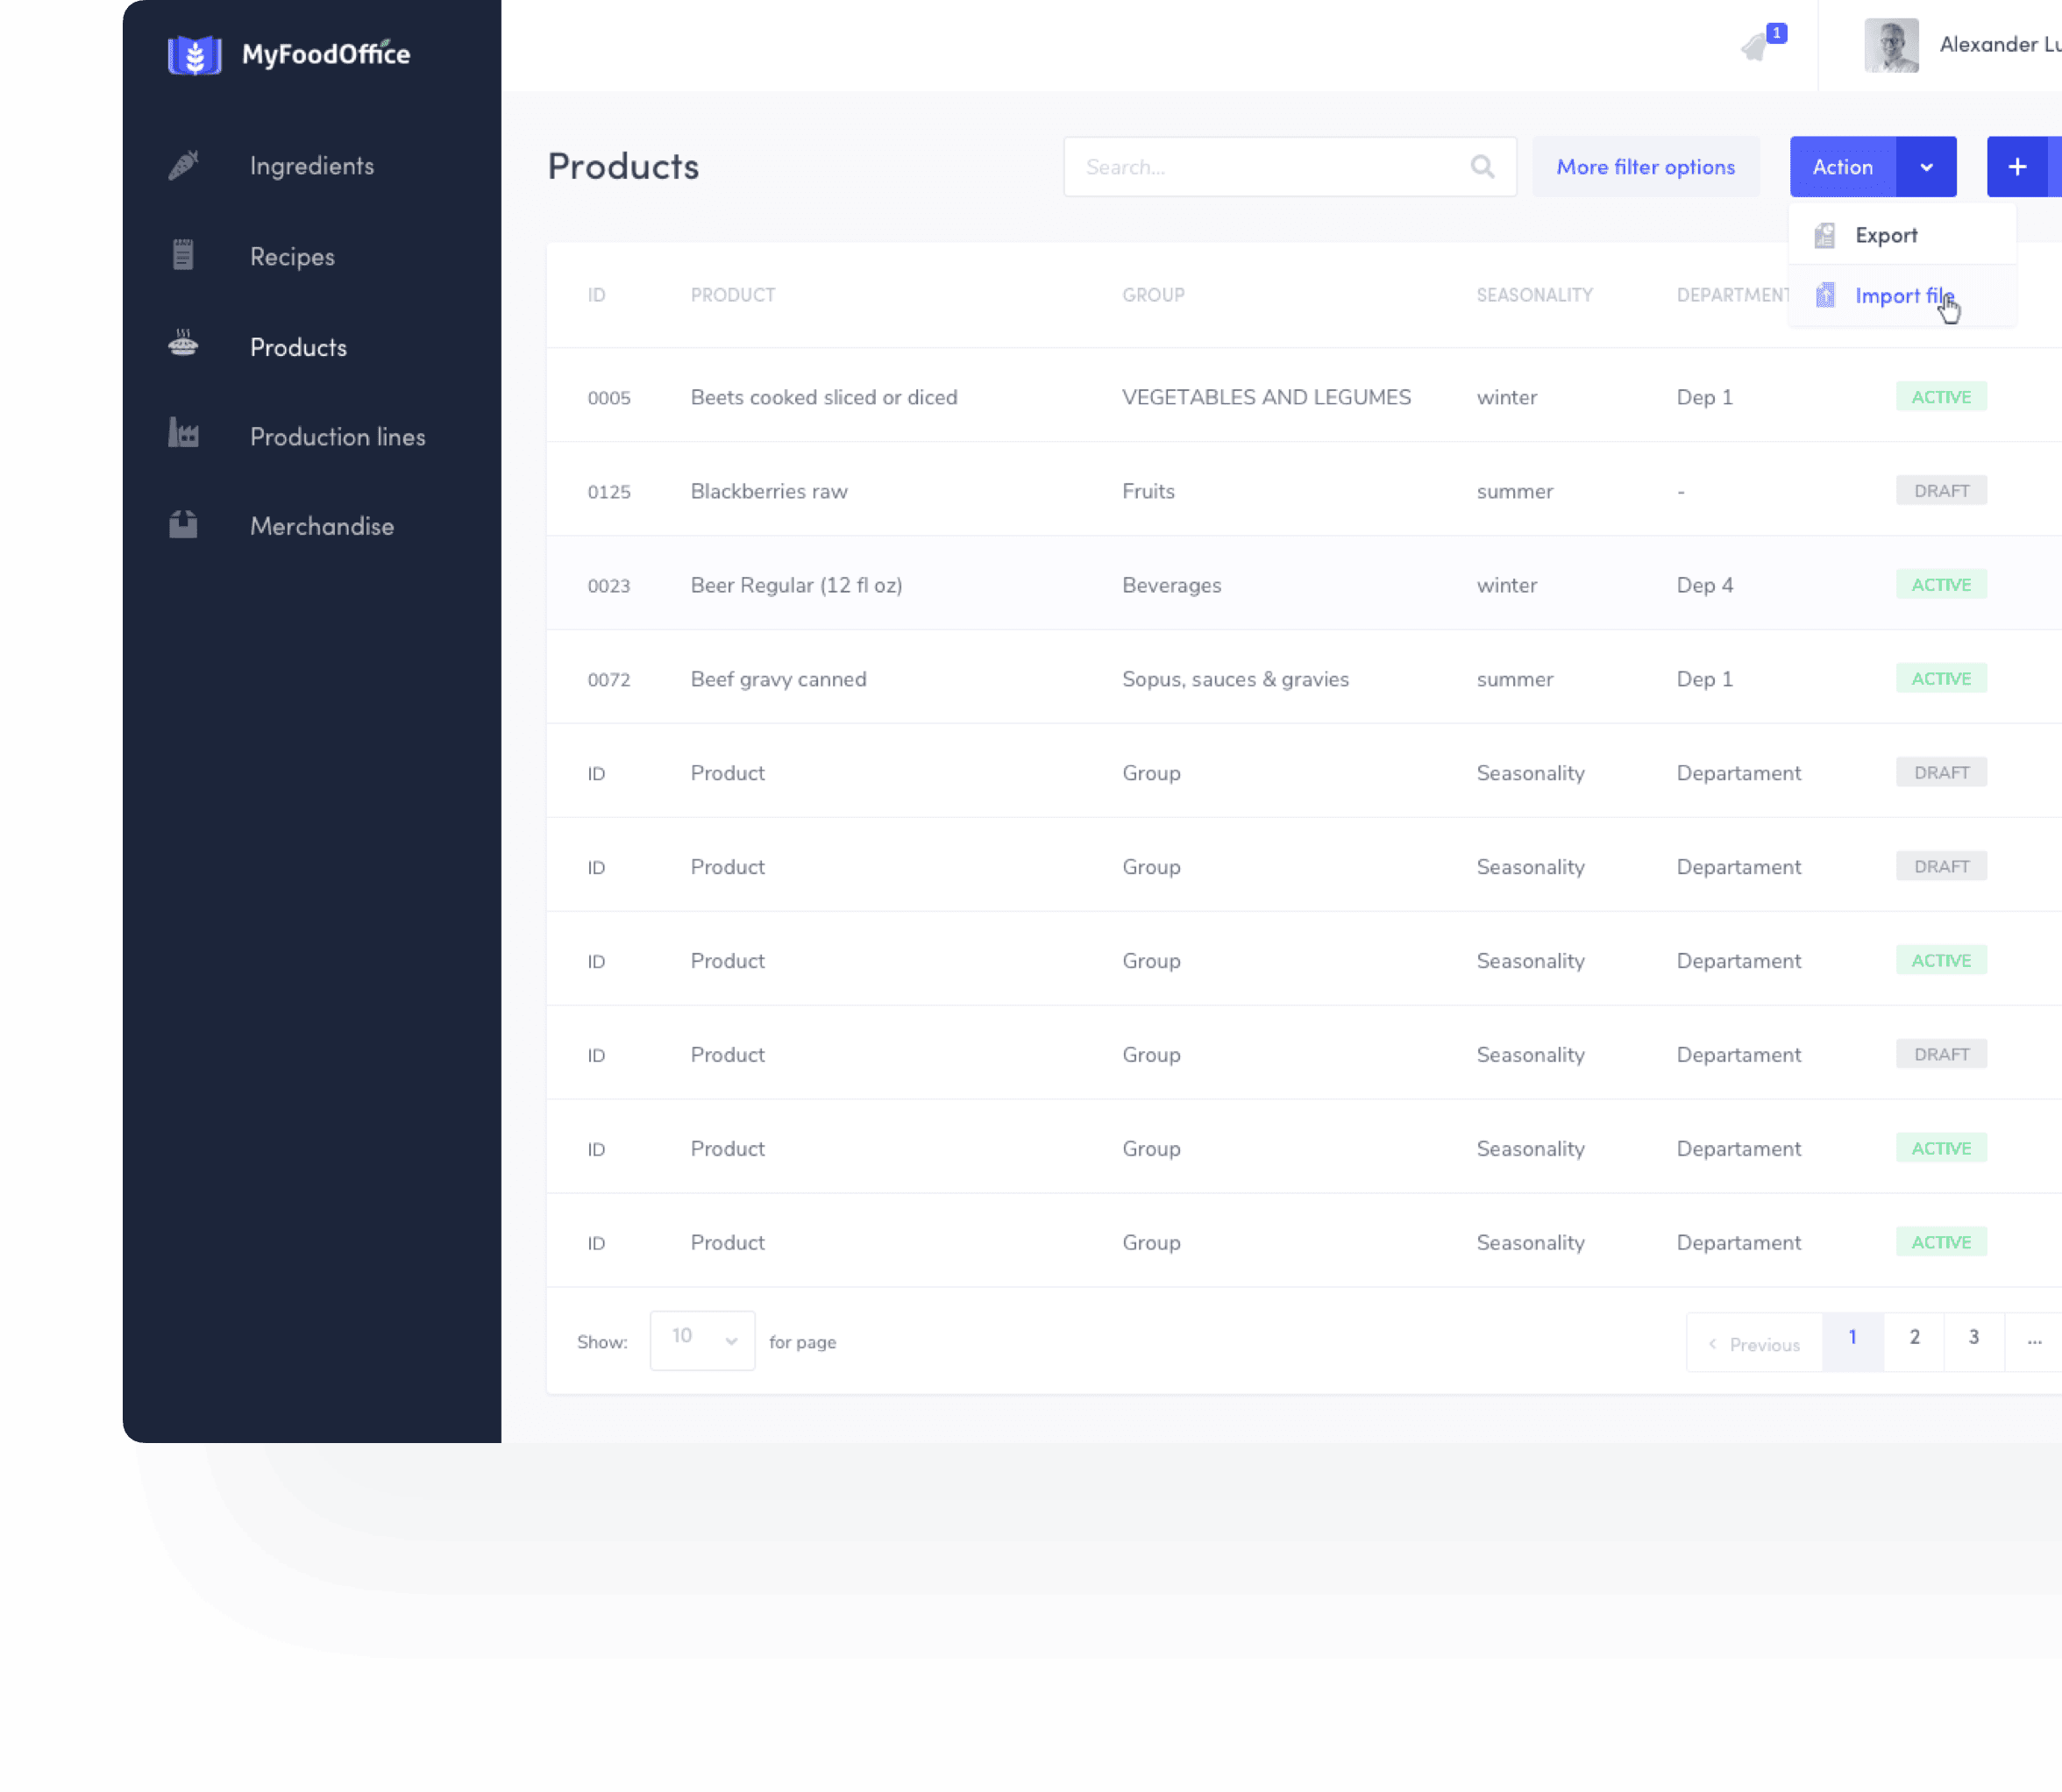 MyFoodOffice
1
Alexander Lu
Ingredients
Recipes
Products
Production lines
Merchandise
Products
Search...
More filter options
Action
+
Export
Import file
ID PRODUCT GROUP SEASONALITY DEPARTMENT
0005 Beets cooked sliced or diced VEGETABLES AND LEGUMES winter Dep 1 ACTIVE
0125 Blackberries raw Fruits summer - DRAFT
0023 Beer Regular (12 fl oz) Beverages winter Dep 4 ACTIVE
0072 Beef gravy canned Sopus, sauces & gravies summer Dep 1 ACTIVE
ID Product Group Seasonality Departament DRAFT
ID Product Group Seasonality Departament DRAFT
ID Product Group Seasonality Departament ACTIVE
ID Product Group Seasonality Departament DRAFT
ID Product Group Seasonality Departament ACTIVE
ID Product Group Seasonality Departament ACTIVE
Show: 10 for page
‹ Previous 1 2 3 ...